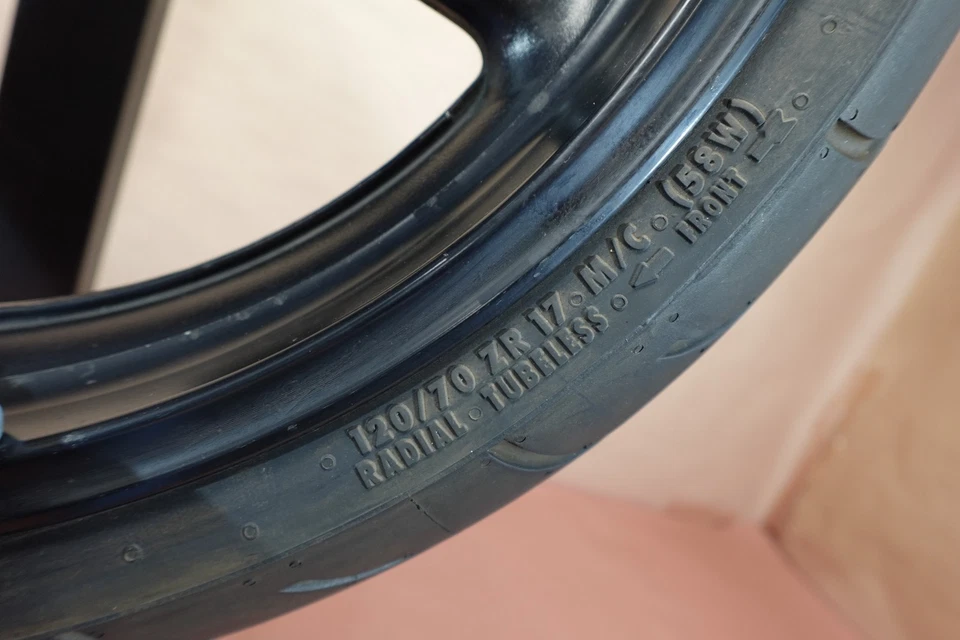 120/70 ZR 17 M/C (58W)
RADIAL TUBELESS ← FRONT →